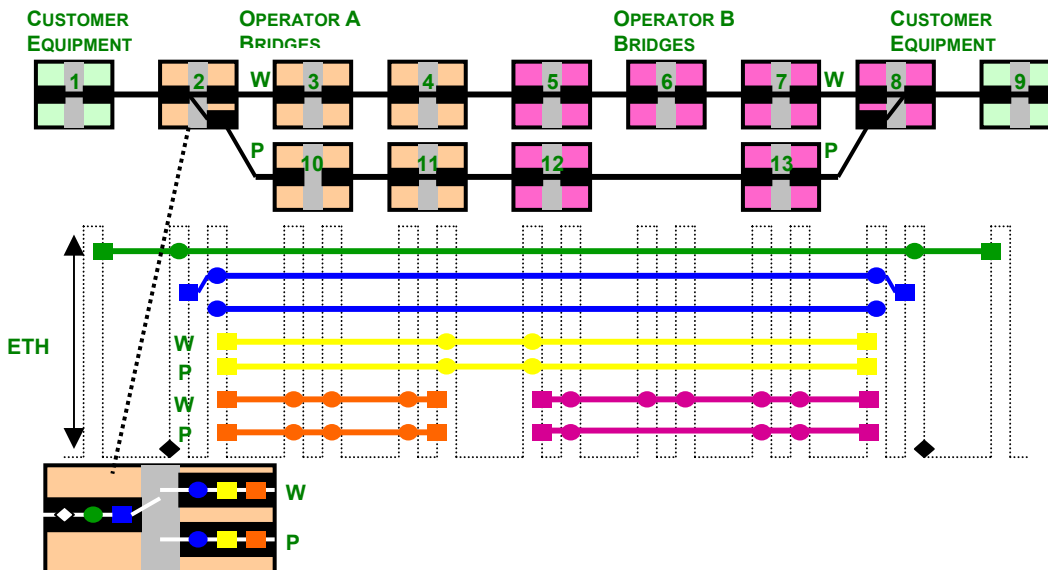 CUSTOMER EQUIPMENT
OPERATOR A BRIDGES
OPERATOR B BRIDGES
CUSTOMER EQUIPMENT
1
2
W
3
4
5
6
7
W
8
9
P
10
11
12
13
P
ETH
W
P
W
P
W
P